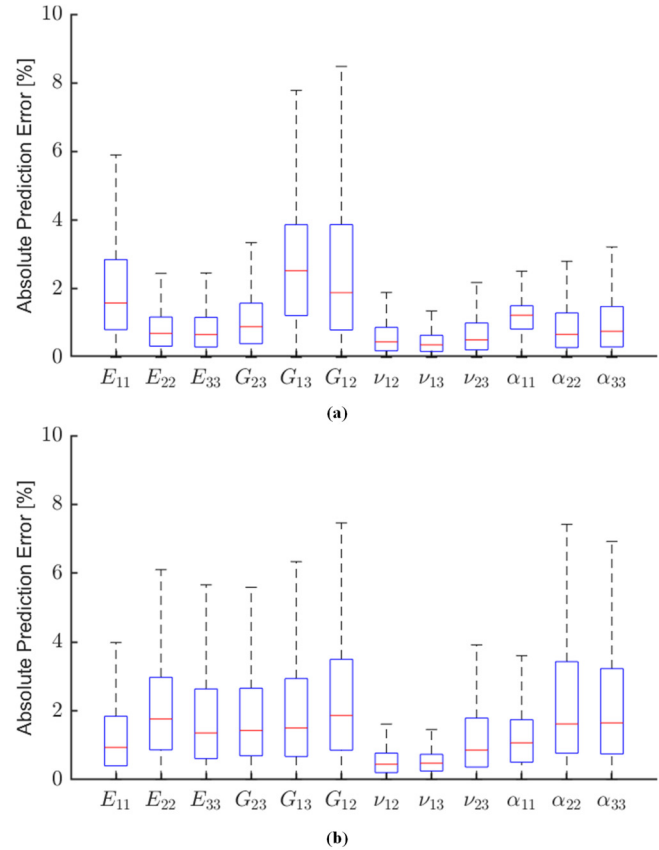 Absolute Prediction Error [%]
10
8
6
4
2
0
E₁₁ E₂₂ E₃₃ G₂₃ G₁₃ G₁₂ ν₁₂ ν₁₃ ν₂₃ α₁₁ α₂₂ α₃₃
(a)
Absolute Prediction Error [%]
10
8
6
4
2
0
E₁₁ E₂₂ E₃₃ G₂₃ G₁₃ G₁₂ ν₁₂ ν₁₃ ν₂₃ α₁₁ α₂₂ α₃₃
(b)